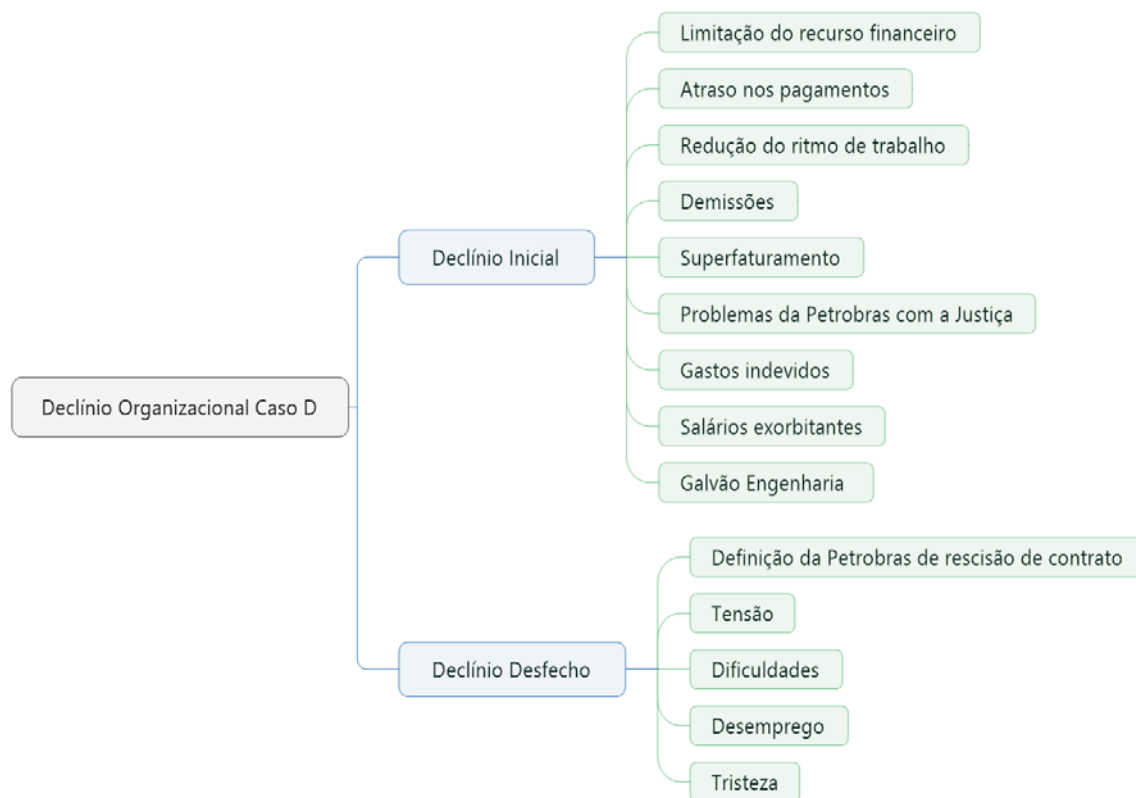 Declínio Organizacional Caso D
Declínio Inicial
Limitação do recurso financeiro
Atraso nos pagamentos
Redução do ritmo de trabalho
Demissões
Superfaturamento
Problemas da Petrobras com a Justiça
Gastos indevidos
Salários exorbitantes
Galvão Engenharia
Declínio Desfecho
Definição da Petrobras de rescisão de contrato
Tensão
Dificuldades
Desemprego
Tristeza